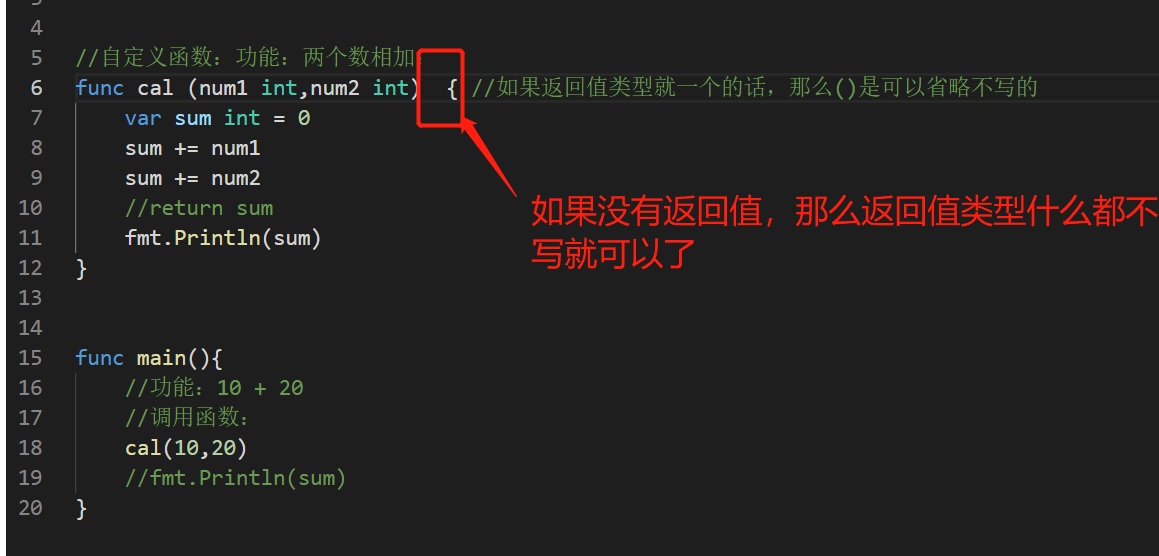 4
5 //自定义函数：功能：两个数相加：
6 func cal (num1 int,num2 int)  { //如果返回值类型就一个的话，那么()是可以省略不写的
7 var sum int = 0
8 sum += num1
9 sum += num2
10 //return sum
11 fmt.Println(sum)
12 }
如果没有返回值，那么返回值类型什么都不
写就可以了
13
14
15 func main(){
16 //功能：10 + 20
17 //调用函数：
18 cal(10,20)
19 //fmt.Println(sum)
20 }